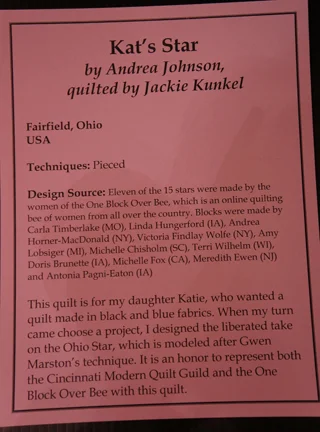 Kat's Star
by Andrea Johnson,
quilted by Jackie Kunkel
Fairfield, Ohio
USA
Techniques: Pieced
Design Source: Eleven of the 15 stars were made by the
women of the One Block Over Bee, which is an online quilting
bee of women from all over the country. Blocks were made by
Carla Timberlake (MO), Linda Hungerford (IA), Andrea
Horner-MacDonald (NY), Victoria Findlay Wolfe (NY), Amy
Lobsiger (MI), Michelle Chisholm (SC), Terri Wilhelm (WI),
Doris Brunette (IA), Michelle Fox (CA), Meredith Ewen (NJ)
and Antonia Pagni-Eaton (IA)
This quilt is for my daughter Katie, who wanted a
quilt made in black and blue fabrics. When my turn
came choose a project, I designed the liberated take
on the Ohio Star, which is modeled after Gwen
Marston's technique. It is an honor to represent both
the Cincinnati Modern Quilt Guild and the One
Block Over Bee with this quilt.